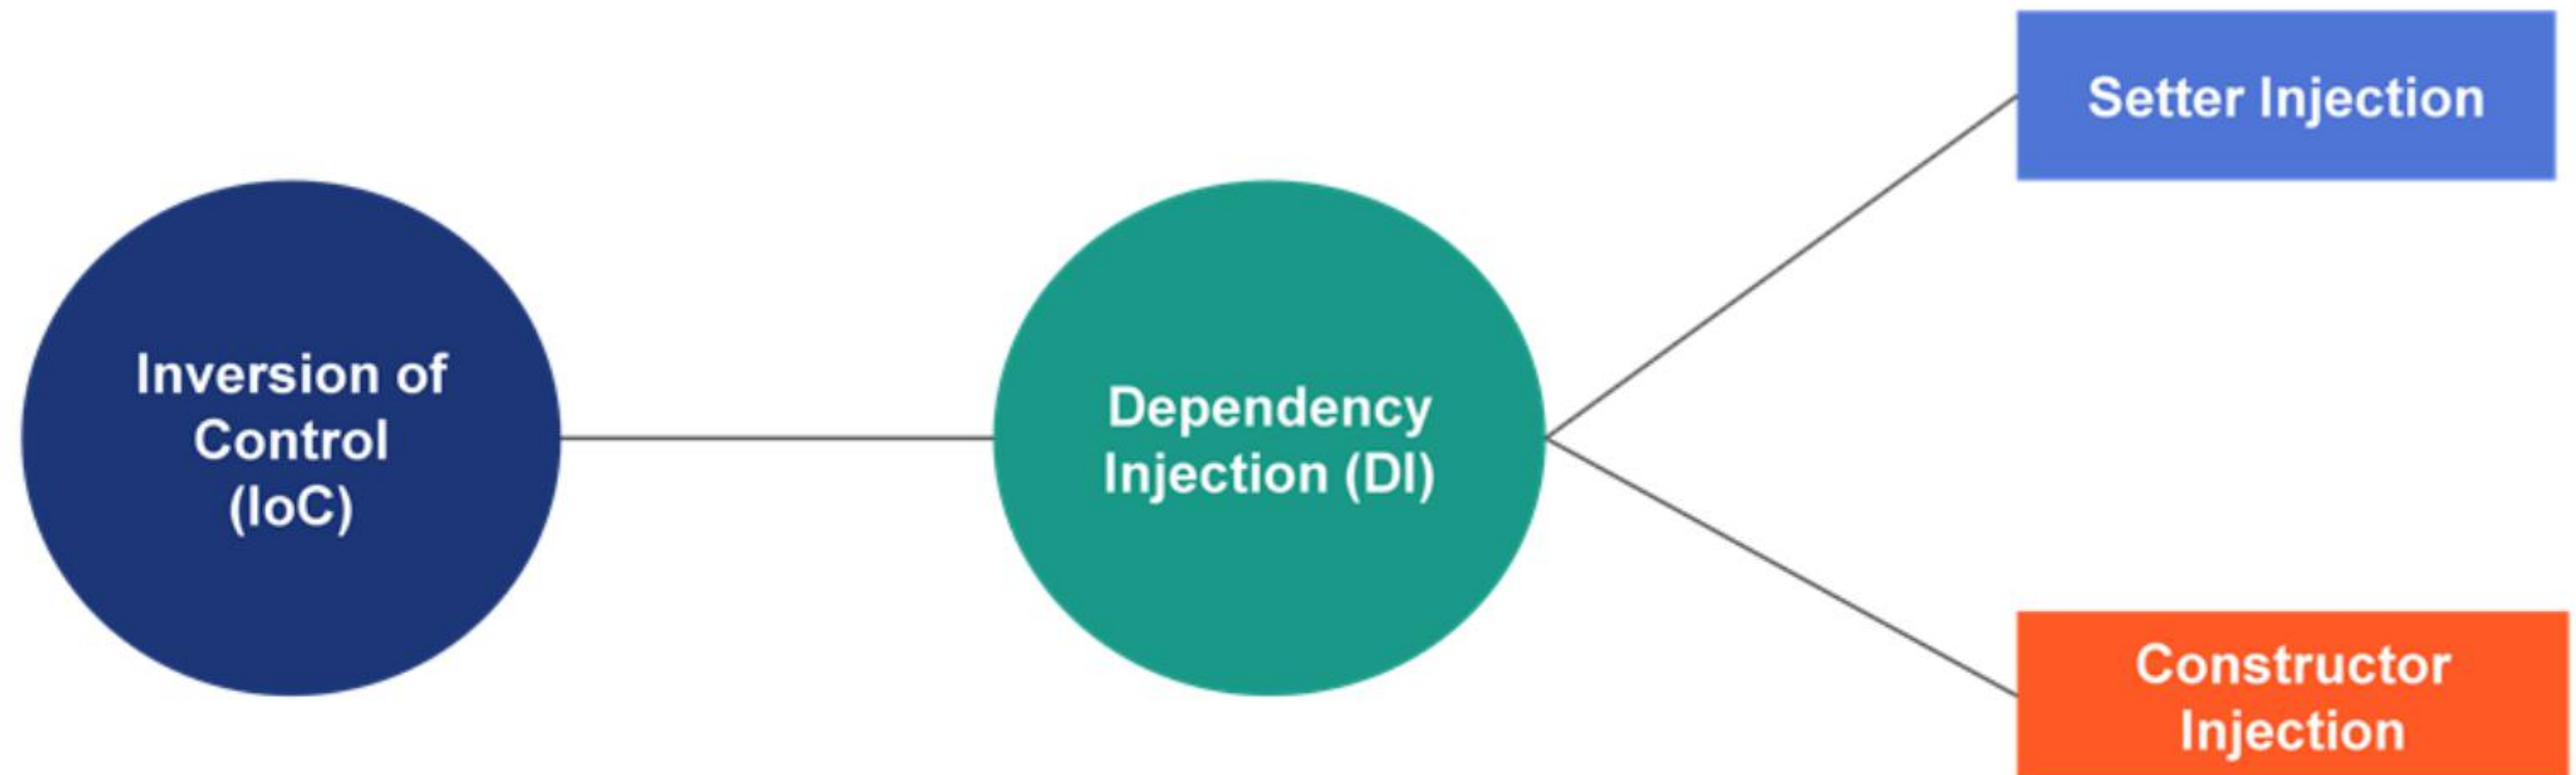 Inversion of
Control
(IoC)
Dependency
Injection (DI)
Setter Injection
Constructor
Injection